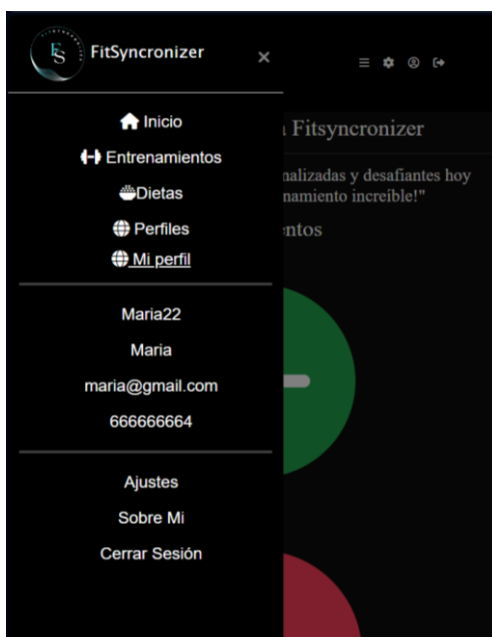 FS
FitSyncronizer
×
Inicio
Entrenamientos
Dietas
Perfiles
Mi perfil
Maria22
Maria
maria@gmail.com
666666664
Ajustes
Sobre Mi
Cerrar Sesión
Fitsyncronizer
nalizadas y desafiantes hoy
namiento increíble!"
entos